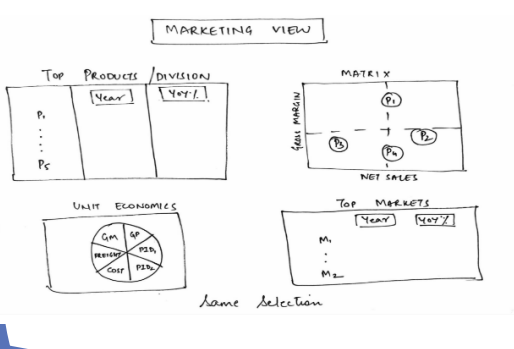 MARKETING VIEW
TOP PRODUCTS / DIVISION
Year YOY%
P1
P5
MATRIX
GROSS MARGIN
P1
P3 P2
P4
NET SALES
UNIT ECONOMICS
GM GP
FREIGHT PID1
COST PID2
TOP MARKETS
Year YOY%
M1
M2
Same Selection